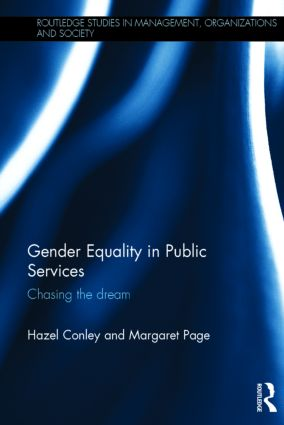 ROUTLEDGE STUDIES IN MANAGEMENT, ORGANIZATIONS
AND SOCIETY
Gender Equality in Public
Services
Chasing the dream
Hazel Conley and Margaret Page
ROUTLEDGE